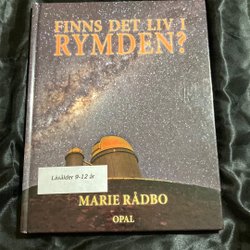 FINNS DET LIV I
RYMDEN?
Läsålder 9-12 år
MARIE RÅDBO
OPAL